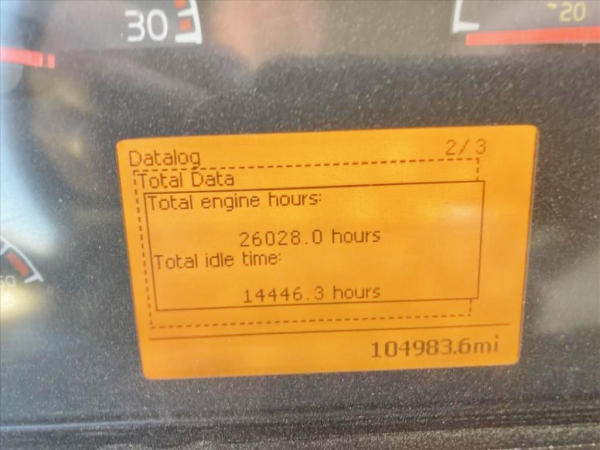 30
-20
Datalog 2/3
Total Data
Total engine hours:
26028.0 hours
Total idle time:
14446.3 hours
104983.6mi